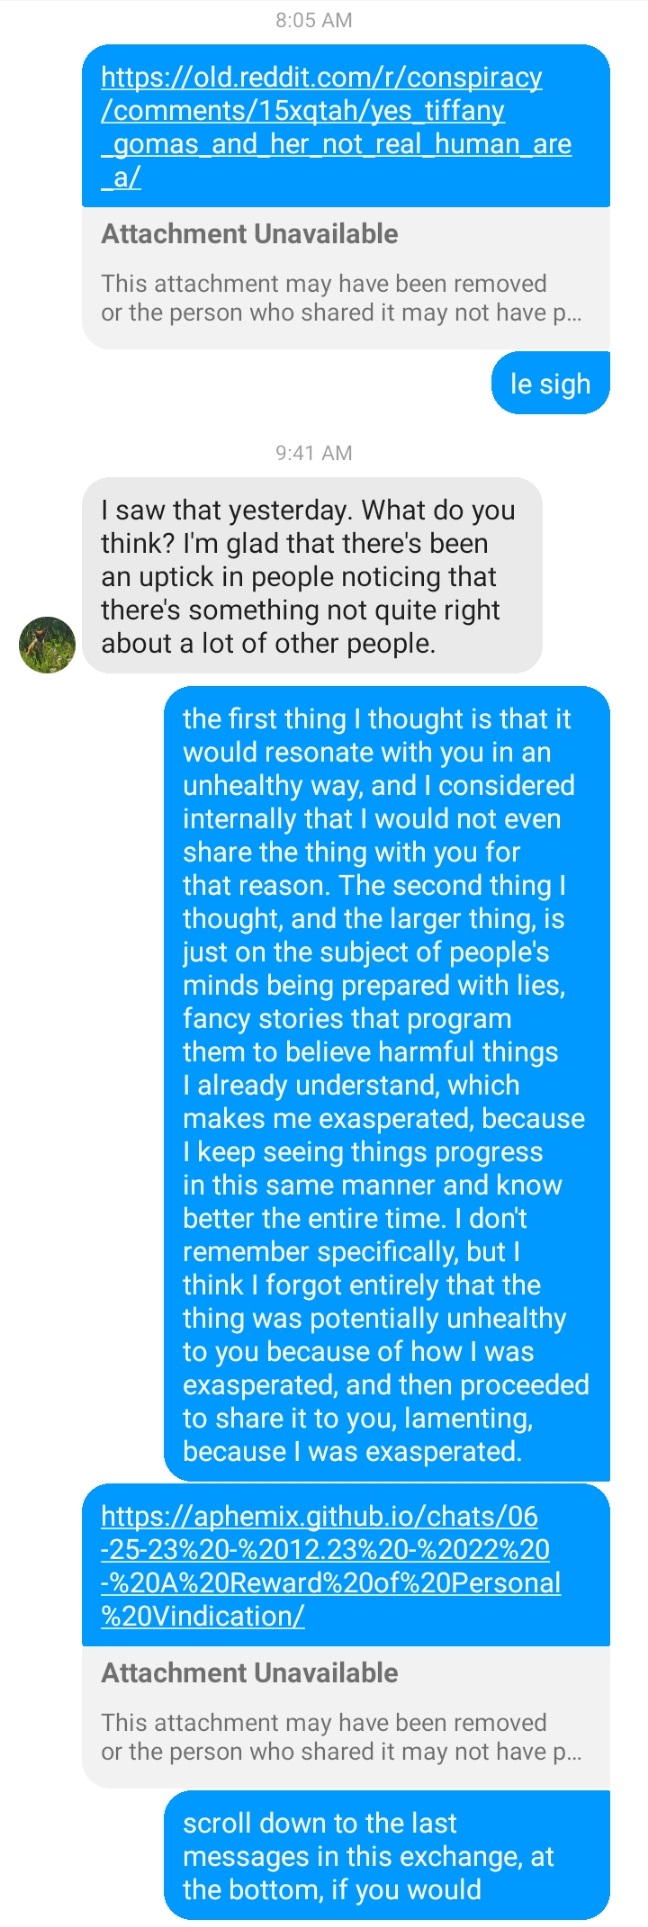 8:05 AM
https://old.reddit.com/r/conspiracy
/comments/15xqtah/yes_tiffany
_gomas_and_her_not_real_human_are
_a/
Attachment Unavailable
This attachment may have been removed
or the person who shared it may not have p...
le sigh
9:41 AM
I saw that yesterday. What do you
think? I'm glad that there's been
an uptick in people noticing that
there's something not quite right
about a lot of other people.
the first thing I thought is that it
would resonate with you in an
unhealthy way, and I considered
internally that I would not even
share the thing with you for
that reason. The second thing I
thought, and the larger thing, is
just on the subject of people's
minds being prepared with lies,
fancy stories that program
them to believe harmful things
I already understand, which
makes me exasperated, because
I keep seeing things progress
in this same manner and know
better the entire time. I don't
remember specifically, but I
think I forgot entirely that the
thing was potentially unhealthy
to you because of how I was
exasperated, and then proceeded
to share it to you, lamenting,
because I was exasperated.
https://aphemix.github.io/chats/06
-25-23%20-%2012.23%20-%2022%20
-%20A%20Reward%20of%20Personal
%20Vindication/
Attachment Unavailable
This attachment may have been removed
or the person who shared it may not have p...
scroll down to the last
messages in this exchange, at
the bottom, if you would